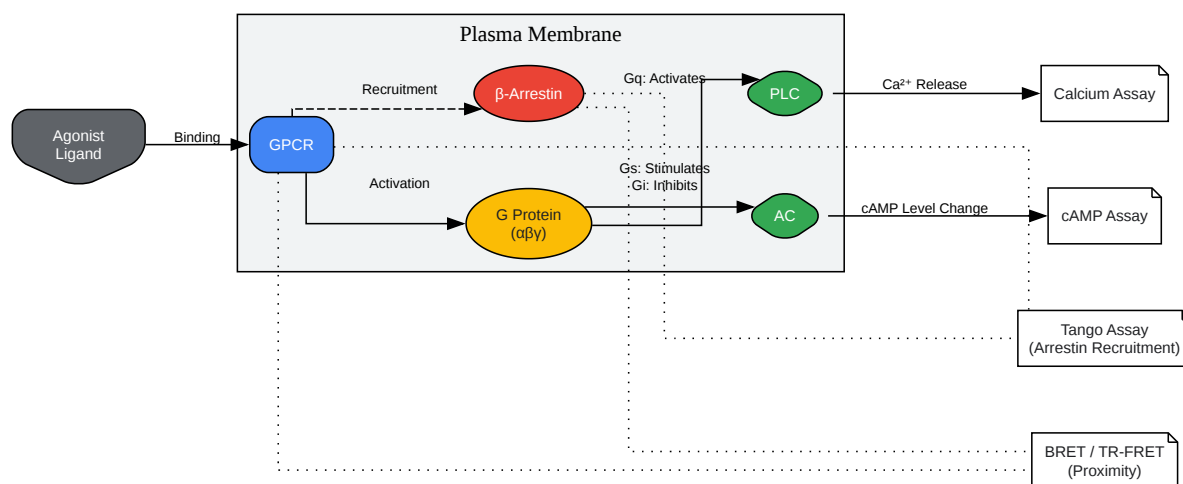 Plasma Membrane
Agonist
Ligand
Binding
GPCR
Recruitment
β-Arrestin
Activation
G Protein
(αβγ)
Gq: Activates
PLC
Gs: Stimulates
Gi: Inhibits
AC
Ca²⁺ Release
Calcium Assay
cAMP Level Change
cAMP Assay
Tango Assay
(Arrestin Recruitment)
BRET / TR-FRET
(Proximity)